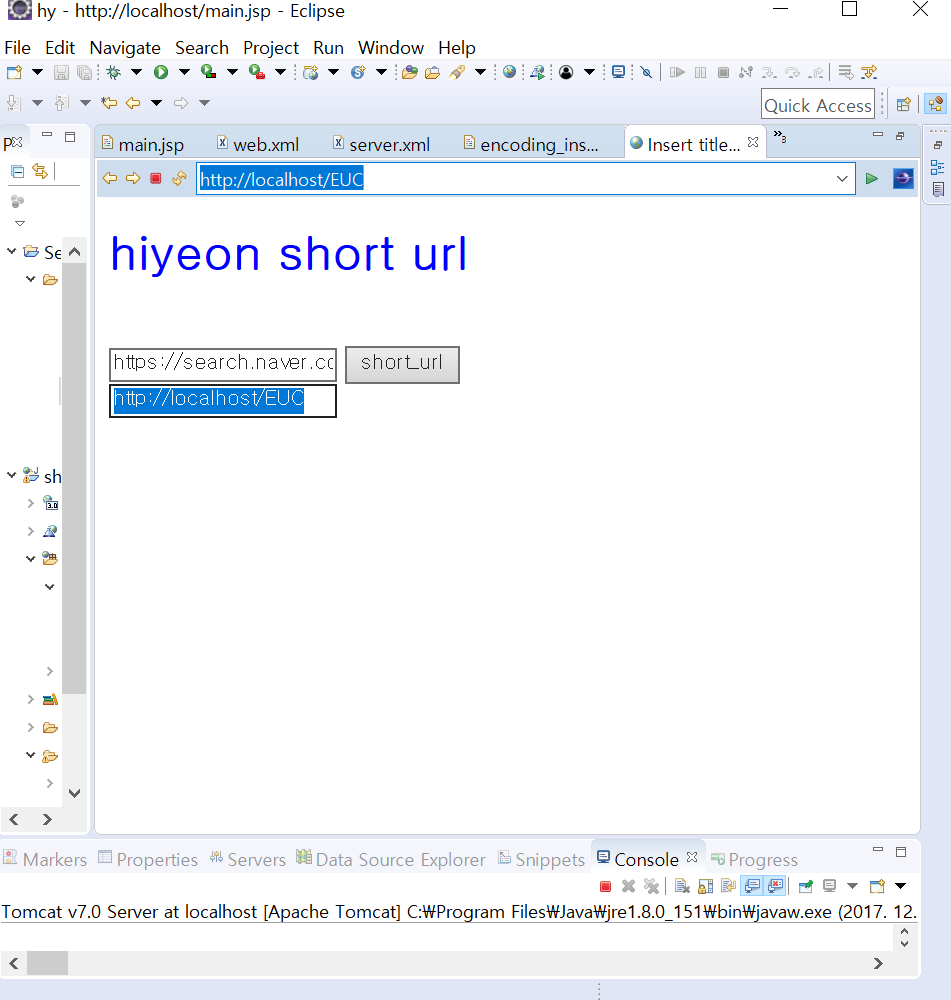 hy - http://localhost/main.jsp - Eclipse
File Edit Navigate Search Project Run Window Help
Quick Access
P
main.jsp web.xml server.xml encoding_ins... Insert title... »3
http://localhost/EUC
Se
hiyeon short url
https://search.naver.co short_url
http://localhost/EUC
sh
3.0
Markers Properties Servers Data Source Explorer Snippets Console Progress
Tomcat v7.0 Server at localhost [Apache Tomcat] C:₩Program Files₩Java₩jre1.8.0_151₩bin₩javaw.exe (2017. 12.